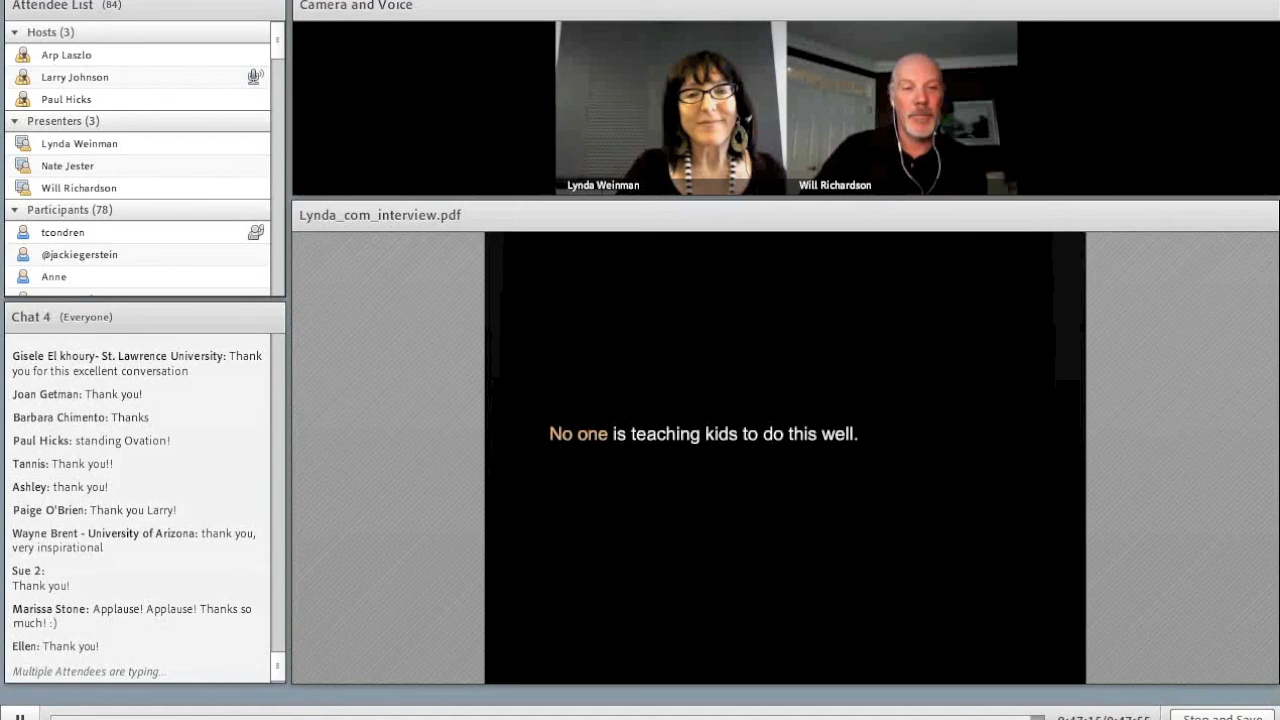 Attendee List (84)
Hosts (3)
Arp Laszlo
Larry Johnson
Paul Hicks
Presenters (3)
Lynda Weinman
Nate Jester
Will Richardson
Participants (78)
tcondren
@jackiegerstein
Anne
Chat 4 (Everyone)
Gisele El khoury- St. Lawrence University: Thank
you for this excellent conversation
Joan Getman: Thank you!
Barbara Chimento: Thanks
Paul Hicks: standing Ovation!
Tannis: Thank you!!
Ashley: thank you!
Paige O'Brien: Thank you Larry!
Wayne Brent - University of Arizona: thank you,
very inspirational
Sue 2:
Thank you!
Marissa Stone: Applause! Applause! Thanks so
much! :)
Ellen: Thank you!
Multiple Attendees are typing...
Camera and Voice
Lynda Weinman
Will Richardson
Lynda_com_interview.pdf
No one is teaching kids to do this well.
Stop and Save